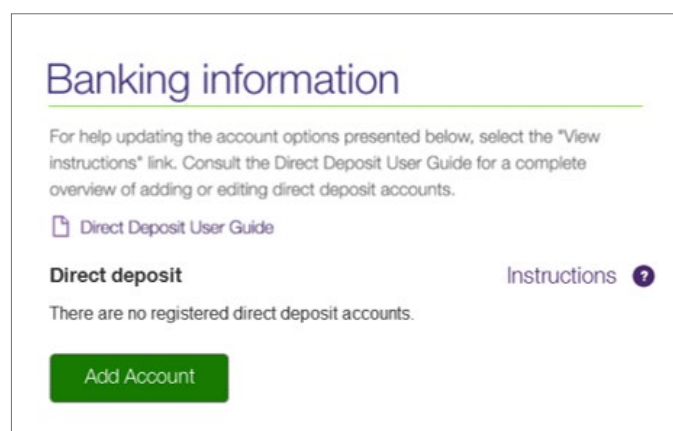 Banking information
For help updating the account options presented below, select the "View
instructions" link. Consult the Direct Deposit User Guide for a complete
overview of adding or editing direct deposit accounts.
Direct Deposit User Guide
Direct deposit Instructions ?
There are no registered direct deposit accounts.
Add Account